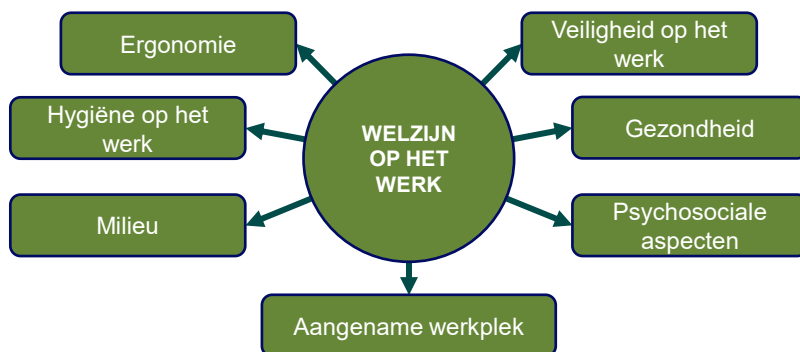 Ergonomie
Veiligheid op het
werk
Hygiëne op het
werk
WELZIJN
OP HET
WERK
Gezondheid
Milieu
Psychosociale
aspecten
Aangename werkplek